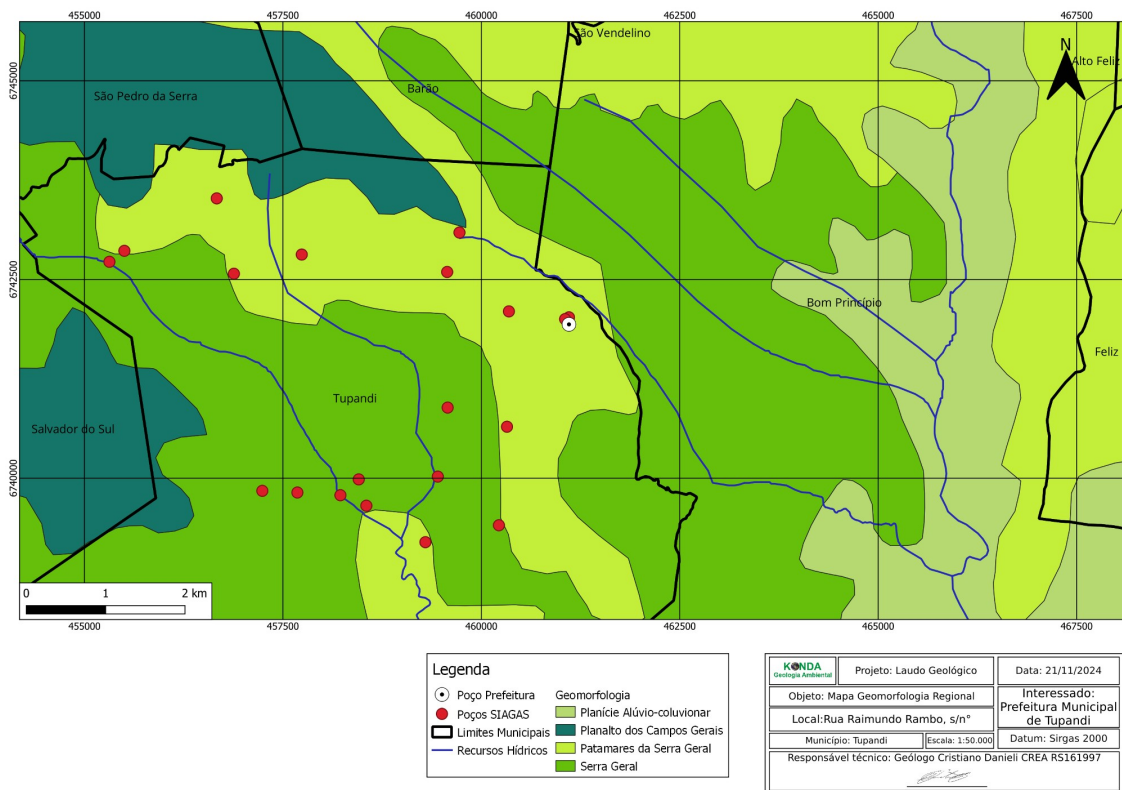 455000 457500 460000 462500 465000 467500
São Vendelino
N
Alto Feliz
6745000
Barão
São Pedro da Serra
6742500
Bom Princípio
Feliz
Tupandi
Salvador do Sul
6740000
0 1 2 km
455000 457500 460000 462500 465000 467500
Legenda
Poço Prefeitura
Poços SIAGAS
Limites Municipais
Recursos Hídricos
Geomorfologia
Planície Alúvio-coluvionar
Planalto dos Campos Gerais
Patamares da Serra Geral
Serra Geral
KONDA
Geologia Ambiental
Projeto: Laudo Geológico
Data: 21/11/2024
Objeto: Mapa Geomorfologia Regional
Interessado:
Prefeitura Municipal
de Tupandi
Local:Rua Raimundo Rambo, s/n°
Município: Tupandi
Escala: 1:50.000
Datum: Sirgas 2000
Responsável técnico: Geólogo Cristiano Danieli CREA RS161997